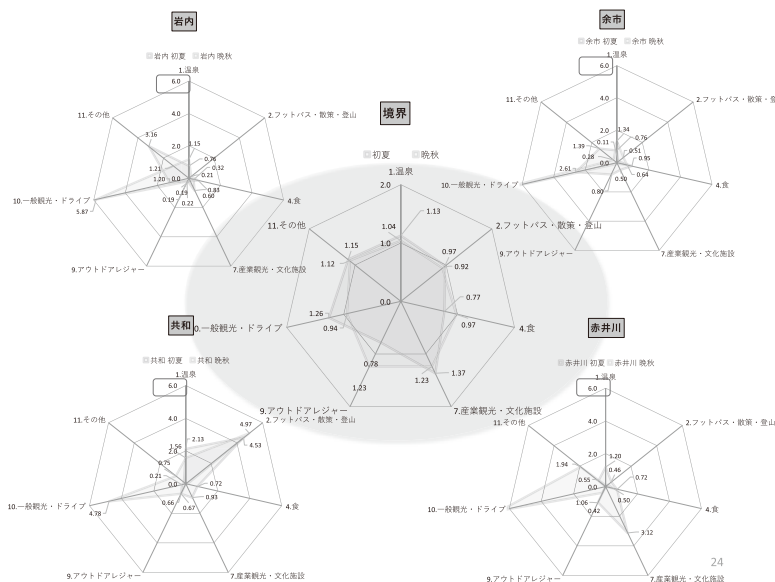 岩内
岩内 初夏 岩内 晩秋
1.温泉
6.0
4.0
2.0
0.0
2.フットパス・散策・登山
4.食
7.産業観光・文化施設
9.アウトドアレジャー
10.一般観光・ドライブ
11.その他
3.16
1.15
0.76
0.32
0.21
0.83
0.60
0.22
0.19
0.19
1.21
1.20
5.87
余市
余市 初夏 余市 晩秋
1.温泉
6.0
4.0
2.0
0.0
2.フットパス・散策・登
4.食
7.産業観光・文化施設
9.アウトドアレジャー
10.一般観光・ドライブ
11.その他
1.34
0.11
0.76
0.51
0.95
0.64
0.50
0.80
2.61
1.39
0.28
境界
初夏 晩秋
1.温泉
2.0
1.0
0.0
2.フットパス・散策・登山
4.食
7.産業観光・文化施設
9.アウトドアレジャー
0.一般観光・ドライブ
11.その他
1.13
1.04
0.97
0.92
0.77
0.97
1.37
1.23
0.78
1.23
1.26
0.94
1.15
1.12
共和
共和 初夏 共和 晩秋
1.温泉
6.0
4.0
2.0
0.0
2.フットパス・散策・登山
4.食
7.産業観光・文化施設
9.アウトドアレジャー
10.一般観光・ドライブ
11.その他
4.97
4.53
2.13
1.56
0.75
0.21
0.72
0.93
0.67
0.66
4.78
赤井川
赤井川 初夏 赤井川 晩秋
1.温泉
6.0
4.0
2.0
0.0
2.フットパス・散策・登山
4.食
7.産業観光・文化施設
9.アウトドアレジャー
10.一般観光・ドライブ
11.その他
1.94
1.20
0.46
0.72
0.55
0.50
1.06
0.42
3.12
24